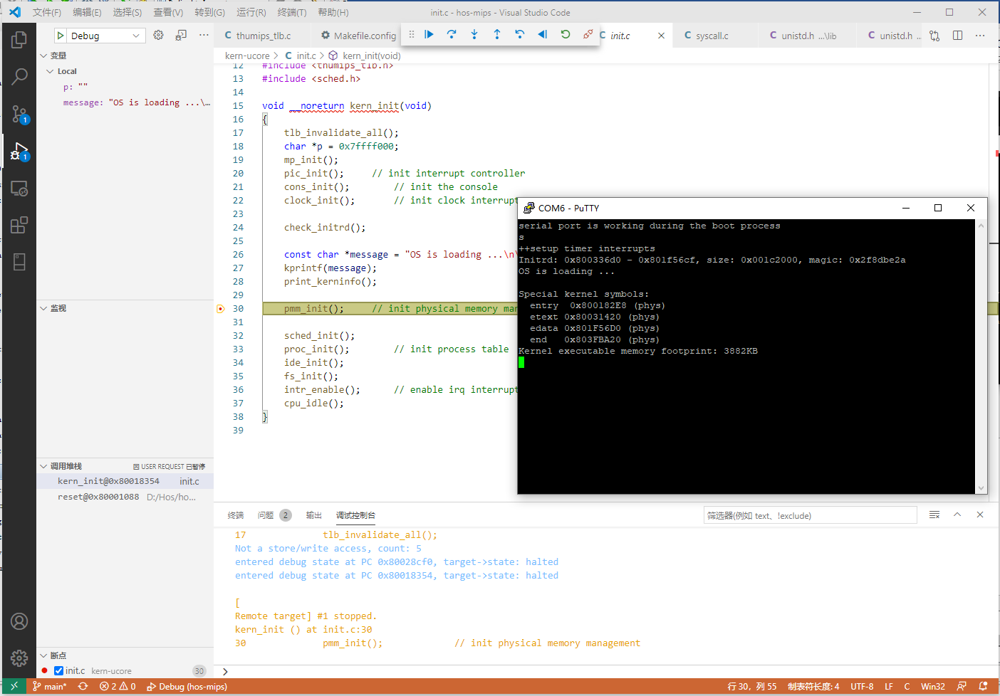 文件(F) 编辑(E) 选择(S) 查看(V) 转到(G) 运行(R) 终端(T) 帮助(H) init.c - hos-mips - Visual Studio Code
Debug
thumips_tlb.c Makefile.config init.c syscall.c unistd.h ...\lib unistd.h ..
kern-ucore > C init.c > kern_init(void)
变量
Local
p: ""
message: "OS is loading ...\…
监视
调用堆栈 因 USER REQUEST 已暂停
kern_init@0x80018354 init.c
reset@0x80001088 D:/Hos/ho...
断点
init.c kern-ucore 30
12 #include <thumips_tlb.h>
13 #include <sched.h>
14
15 void __noreturn kern_init(void)
16 {
17 tlb_invalidate_all();
18 char *p = 0x7ffff000;
19 mp_init();
20 pic_init(); // init interrupt controller
21 cons_init(); // init the console
22 clock_init(); // init clock interrupt
23
24 check_initrd();
25
26 const char *message = "OS is loading ...\n\
27 kprintf(message);
28 print_kerninfo();
29
30 pmm_init(); // init physical memory man
31
32 sched_init();
33 proc_init(); // init process table
34 ide_init();
35 fs_init();
36 intr_enable(); // enable irq interrupt
37 cpu_idle();
38 }
39
COM6 - PuTTY
serial port is working during the boot process
s
++setup timer interrupts
Initrd: 0x800336d0 - 0x801f56cf, size: 0x001c2000, magic: 0x2f8dbe2a
OS is loading ...
Special kernel symbols:
entry 0x800182E8 (phys)
etext 0x80031420 (phys)
edata 0x801F56D0 (phys)
end 0x803FBA20 (phys)
Kernel executable memory footprint: 3882KB
终端 问题 2 输出 调试控制台 筛选器(例如 text、!exclude)
17 tlb_invalidate_all();
Not a store/write access, count: 5
entered debug state at PC 0x80028cf0, target->state: halted
entered debug state at PC 0x80018354, target->state: halted
[
Remote target] #1 stopped.
kern_init () at init.c:30
30 pmm_init(); // init physical memory management
>
main* 2 0 Debug (hos-mips) 行 30，列 55 制表符长度: 4 UTF-8 LF C Win32